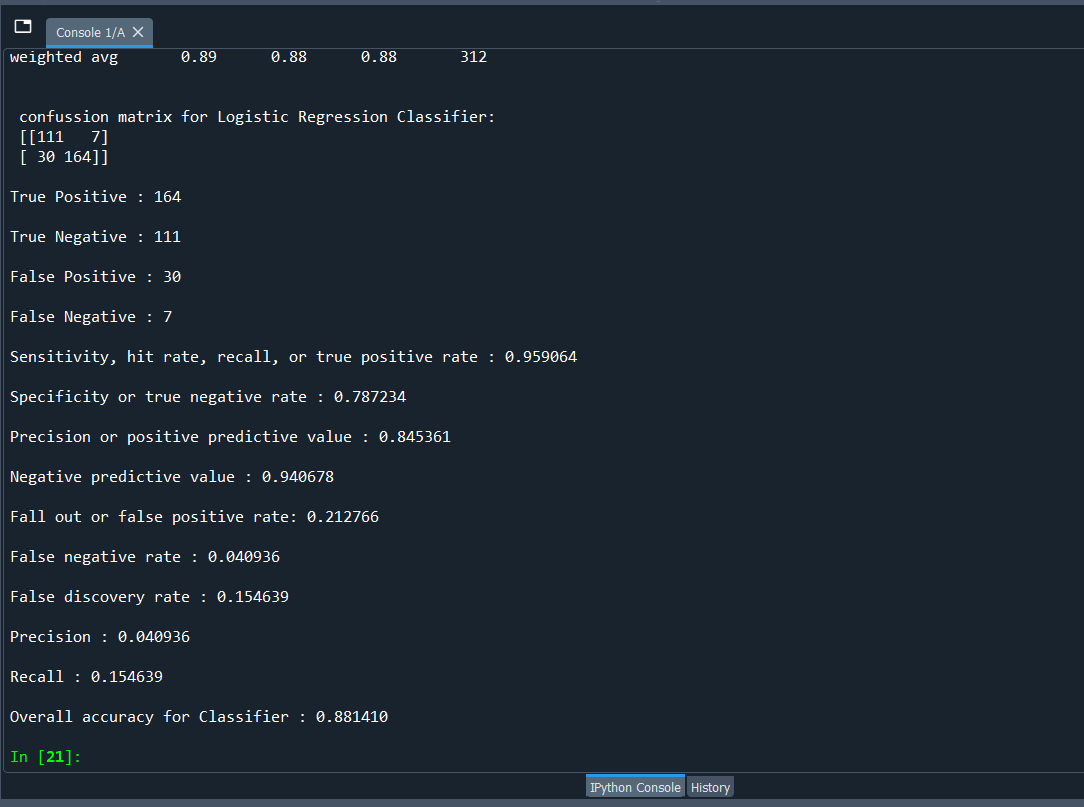 Console 1/A
weighted avg 0.89 0.88 0.88 312
confussion matrix for Logistic Regression Classifier:
[[111 7]
[ 30 164]]
True Positive : 164
True Negative : 111
False Positive : 30
False Negative : 7
Sensitivity, hit rate, recall, or true positive rate : 0.959064
Specificity or true negative rate : 0.787234
Precision or positive predictive value : 0.845361
Negative predictive value : 0.940678
Fall out or false positive rate: 0.212766
False negative rate : 0.040936
False discovery rate : 0.154639
Precision : 0.040936
Recall : 0.154639
Overall accuracy for Classifier : 0.881410
In [21]:
IPython Console History